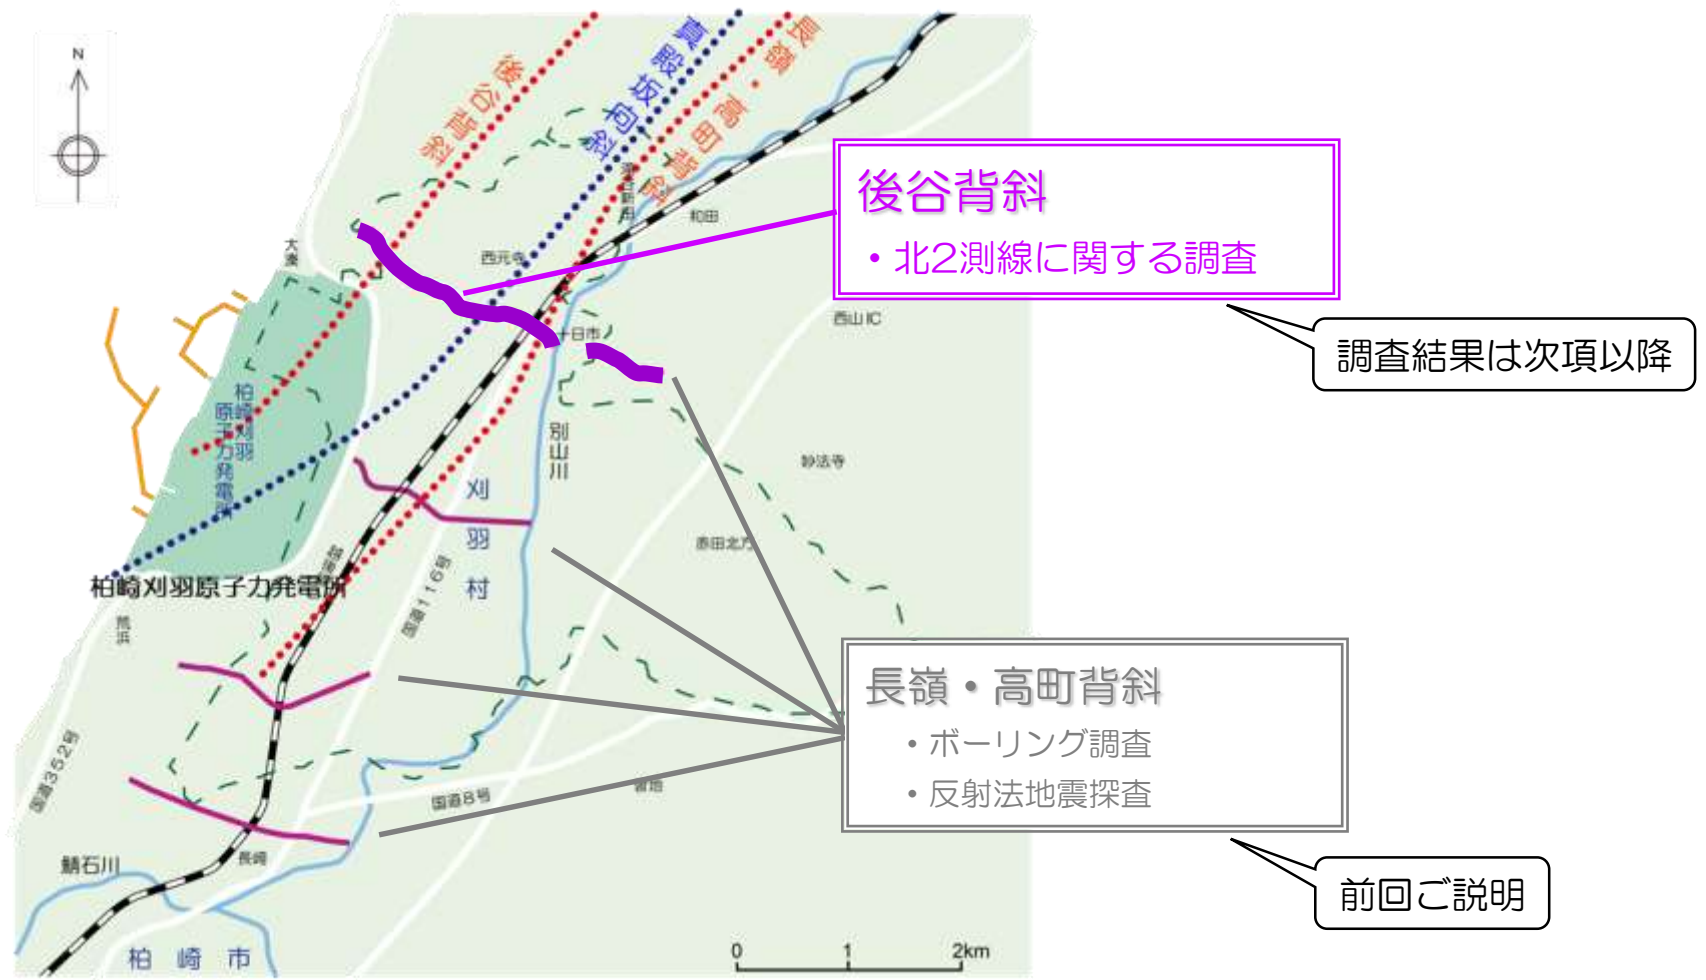 N
後谷背斜
真殿坂向斜
長嶺・高町背斜
和田
西元寺
大湊
後谷背斜
・北2測線に関する調査
調査結果は次項以降
西山IC
十日市
柏崎刈羽
原子力発電所
別山川
刈羽村
妙法寺
赤田北方
国道116号
柏崎刈羽原子力発電所
荒浜
長嶺・高町背斜
・ボーリング調査
・反射法地震探査
前回ご説明
国道352号
国道8号
長崎
鯖石川
柏崎市
0 1 2km